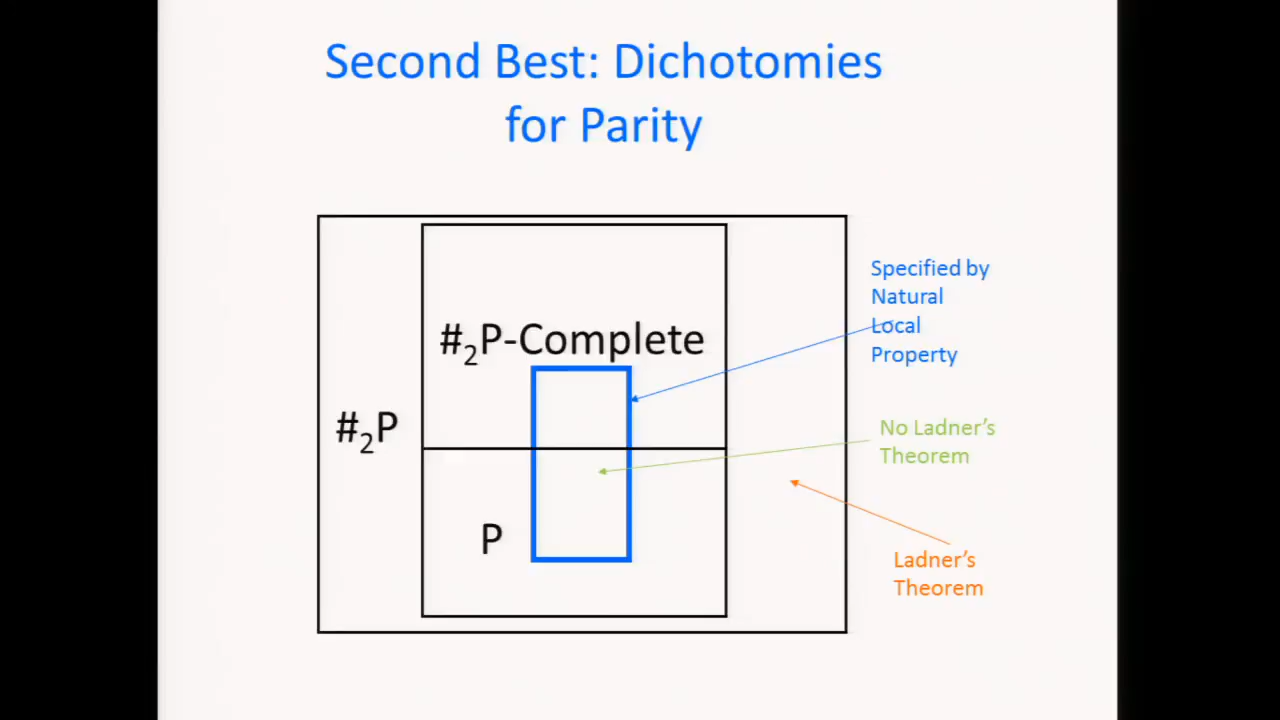 Second Best: Dichotomies
for Parity
#₂P-Complete
#₂P
P
Specified by
Natural
Local
Property
No Ladner's
Theorem
Ladner's
Theorem